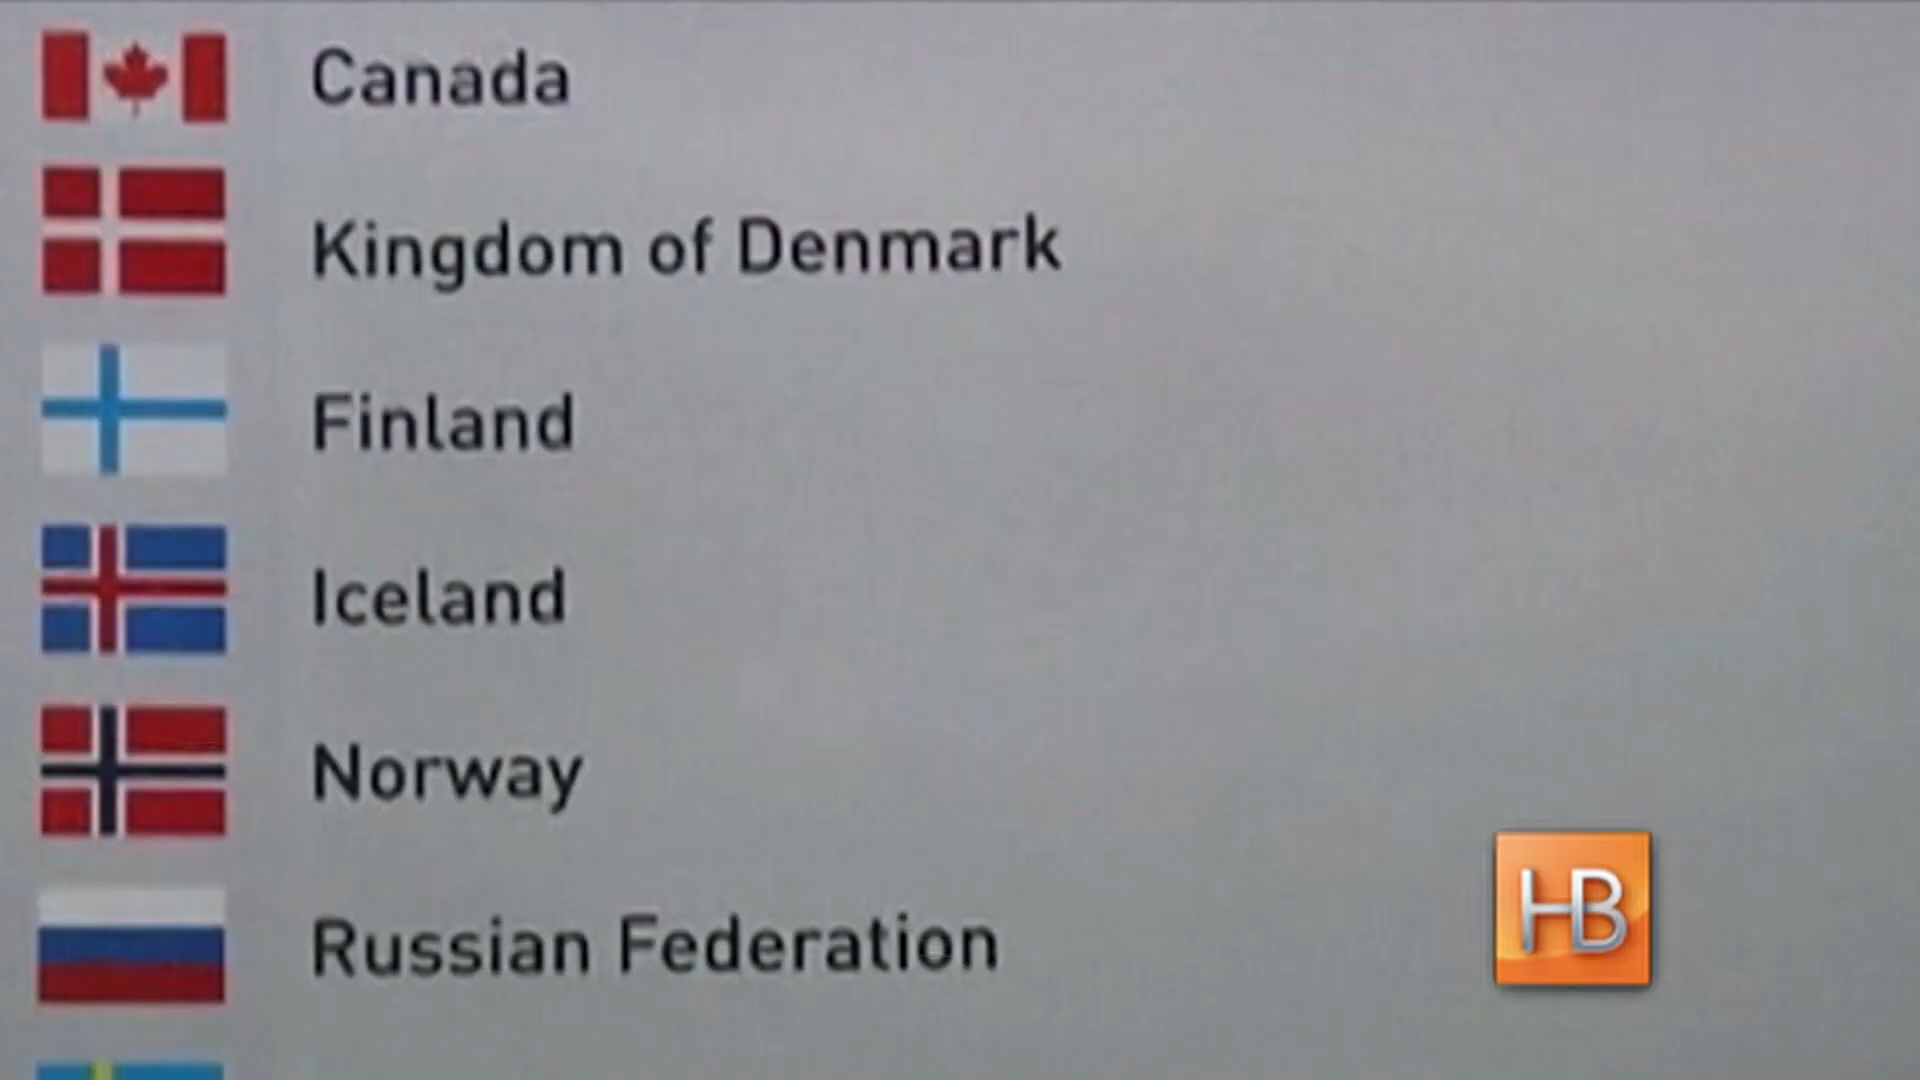 Canada
Kingdom of Denmark
Finland
Iceland
Norway
Russian Federation
HB